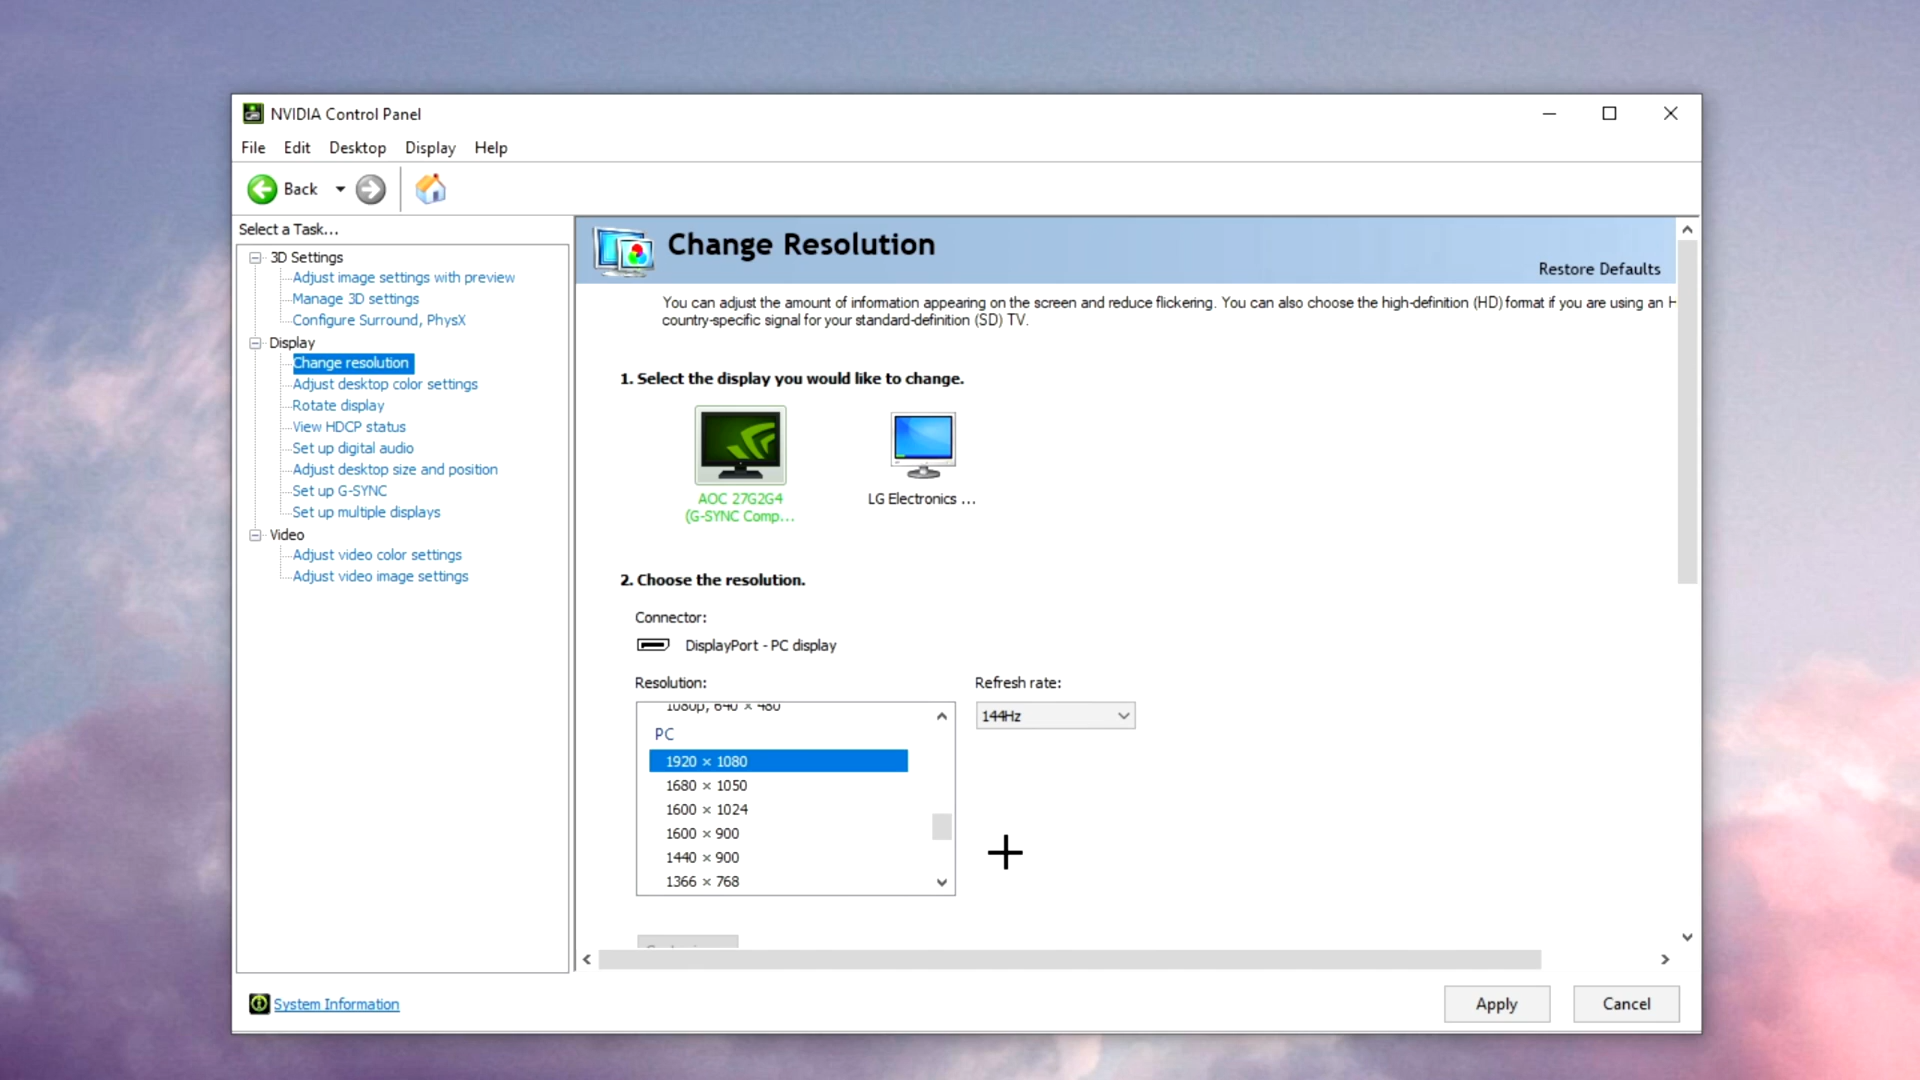 NVIDIA Control Panel
File Edit Desktop Display Help
Back
Select a Task...
3D Settings
Adjust image settings with preview
Manage 3D settings
Configure Surround, PhysX
Display
Change resolution
Adjust desktop color settings
Rotate display
View HDCP status
Set up digital audio
Adjust desktop size and position
Set up G-SYNC
Set up multiple displays
Video
Adjust video color settings
Adjust video image settings
System Information
Change Resolution
Restore Defaults
You can adjust the amount of information appearing on the screen and reduce flickering. You can also choose the high-definition (HD) format if you are using an H
country-specific signal for your standard-definition (SD) TV.
1. Select the display you would like to change.
AOC 27G2G4
(G-SYNC Comp...
LG Electronics ...
2. Choose the resolution.
Connector:
DisplayPort - PC display
Resolution:
1080p, 640 × 480
PC
1920 × 1080
1680 × 1050
1600 × 1024
1600 × 900
1440 × 900
1366 × 768
Refresh rate:
144Hz
Apply
Cancel